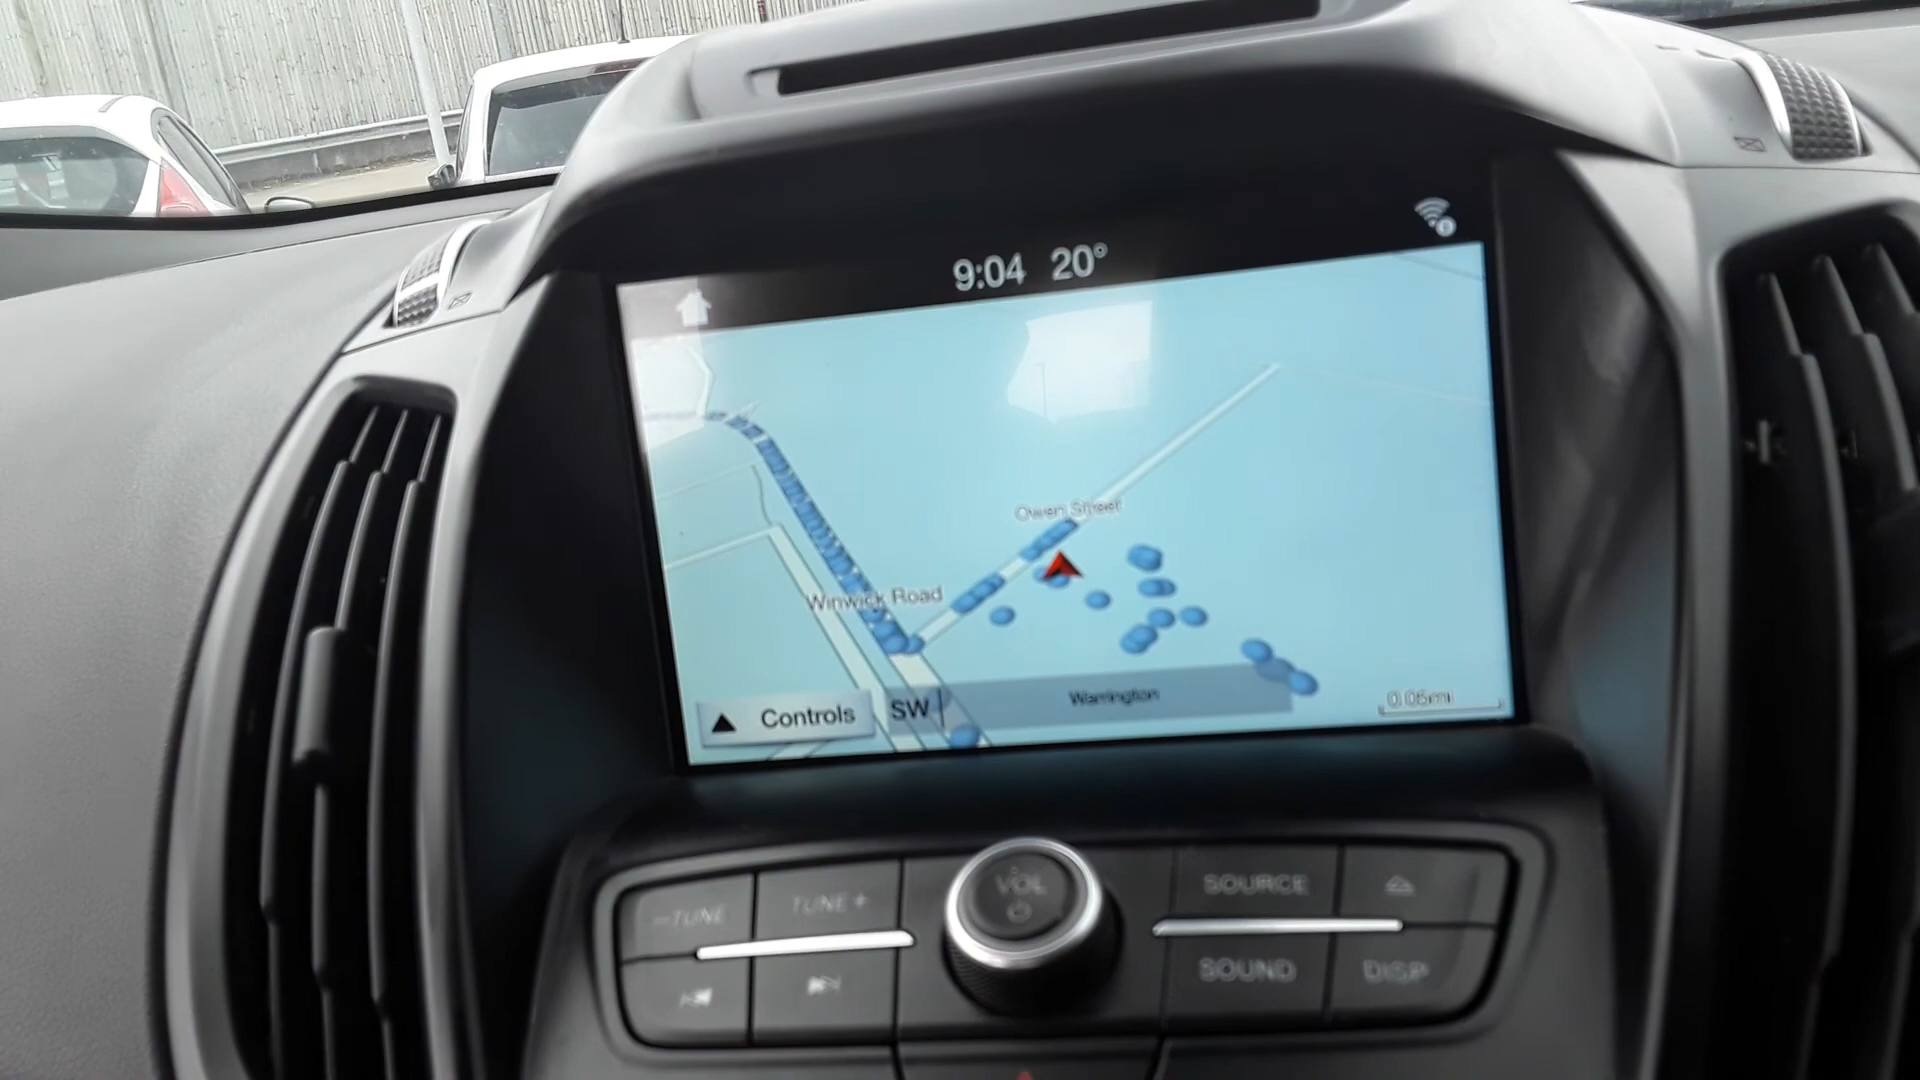 9:04 20°
Owen Street
Winwick Road
Controls SW Warrington 0.05mi
–TUNE TUNE+ VOL SOURCE
SOUND DISP